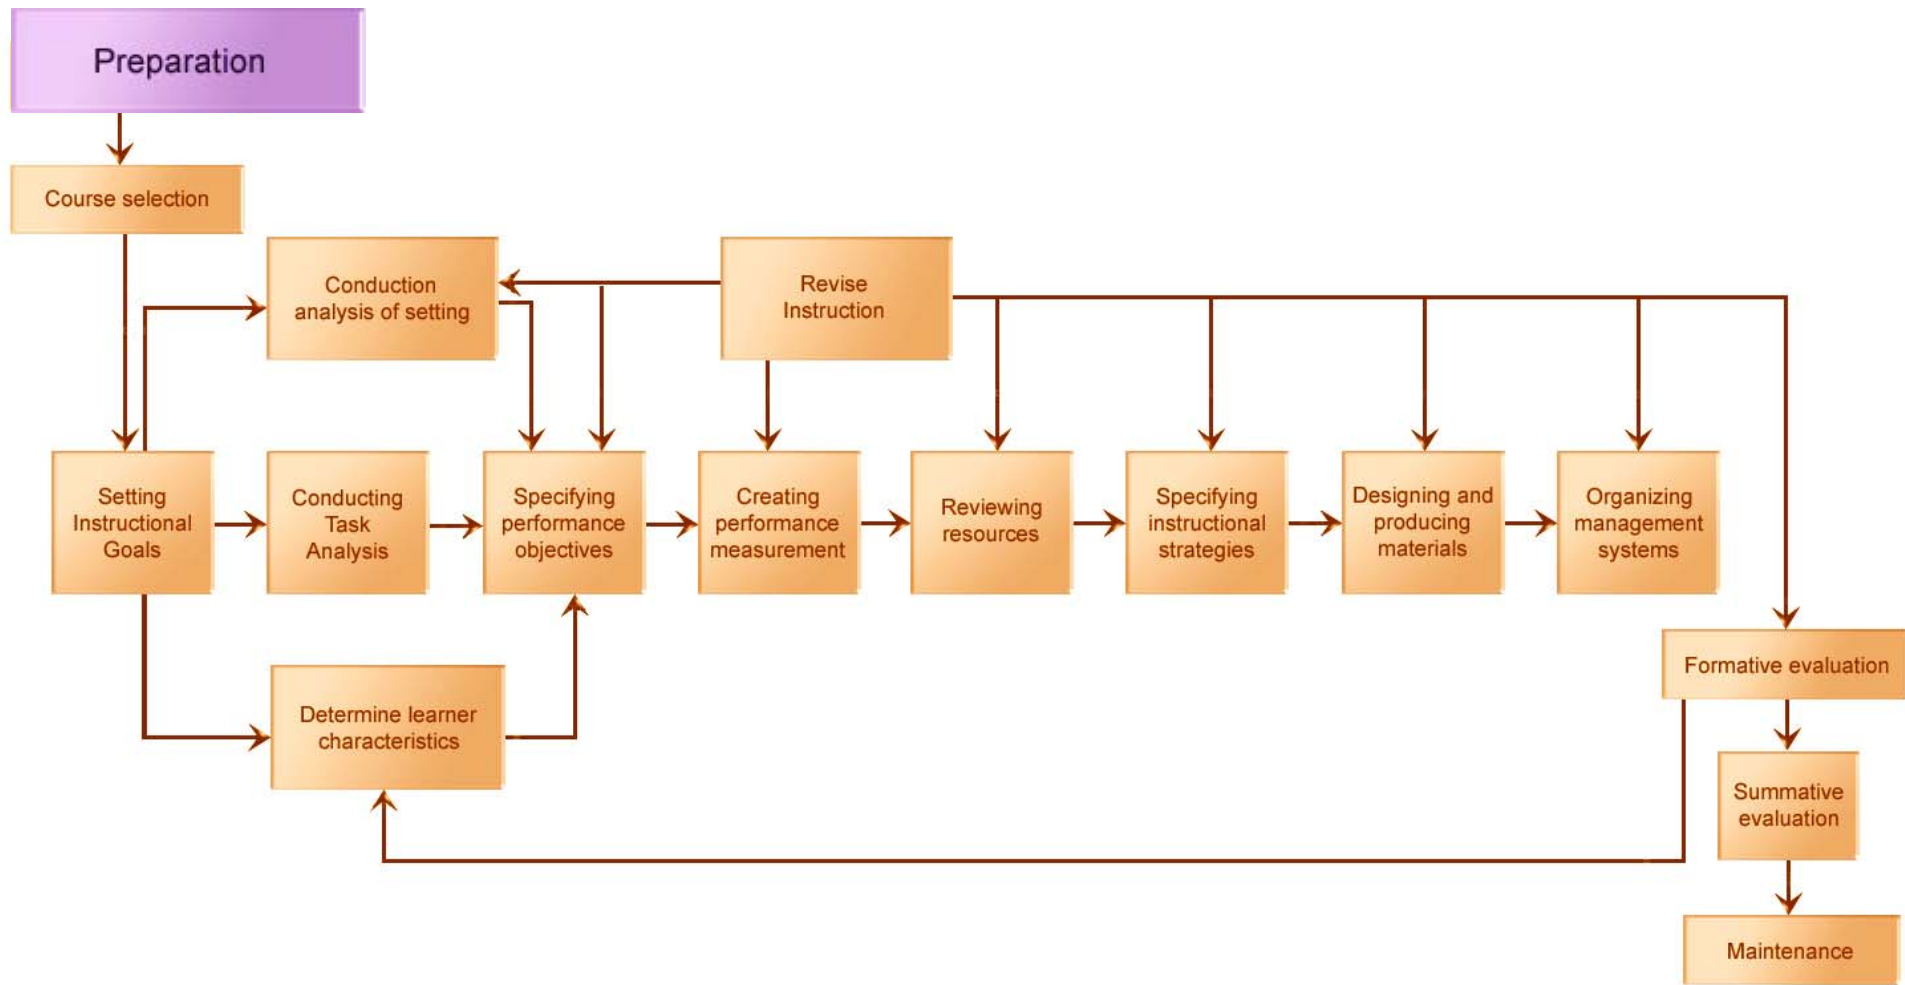 Preparation
Course selection
Conduction
analysis of setting
Revise
Instruction
Setting
Instructional
Goals
Conducting
Task
Analysis
Specifying
performance
objectives
Creating
performance
measurement
Reviewing
resources
Specifying
instructional
strategies
Designing and
producing
materials
Organizing
management
systems
Determine learner
characteristics
Formative evaluation
Summative
evaluation
Maintenance